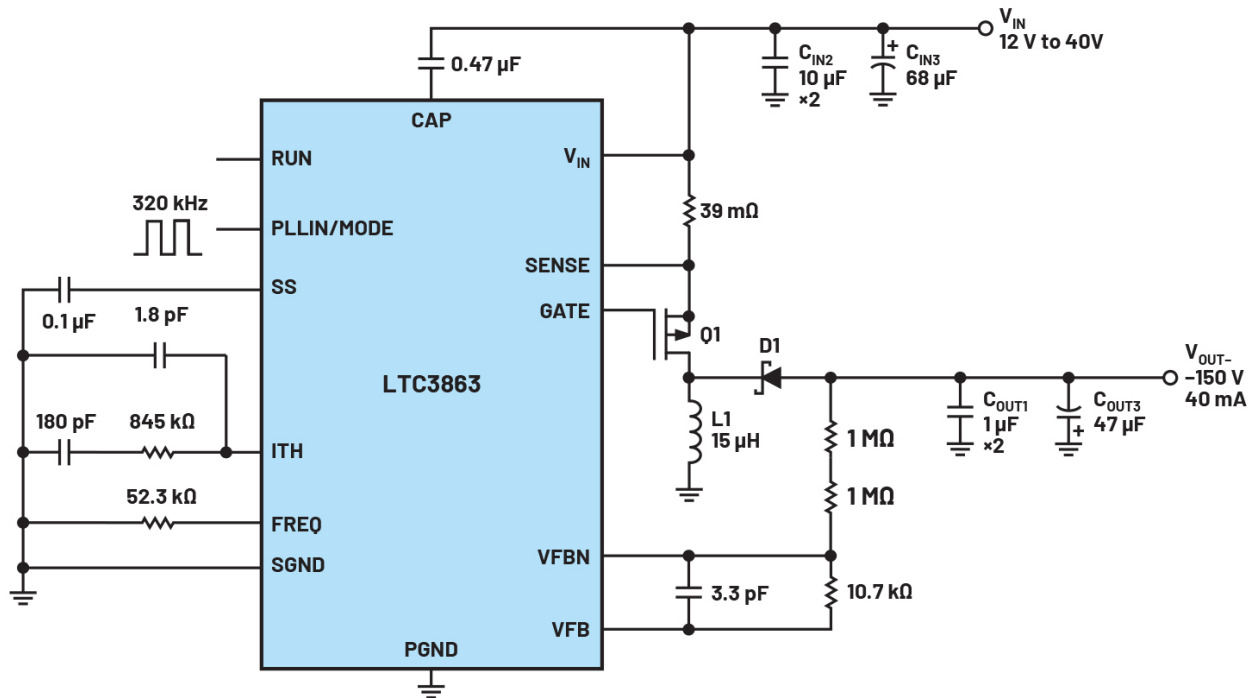 V_IN
12 V to 40V
0.47 µF
C_IN2
10 µF
×2
+
C_IN3
68 µF
CAP
RUN
V_IN
320 kHz
PLLIN/MODE
39 mΩ
SENSE
SS
0.1 µF
1.8 pF
GATE
Q1
D1
V_OUT–
–150 V
40 mA
LTC3863
180 pF
845 kΩ
L1
15 µH
1 MΩ
C_OUT1
1 µF
×2
C_OUT3
47 µF
+
ITH
52.3 kΩ
1 MΩ
FREQ
SGND
VFBN
3.3 pF
10.7 kΩ
VFB
PGND